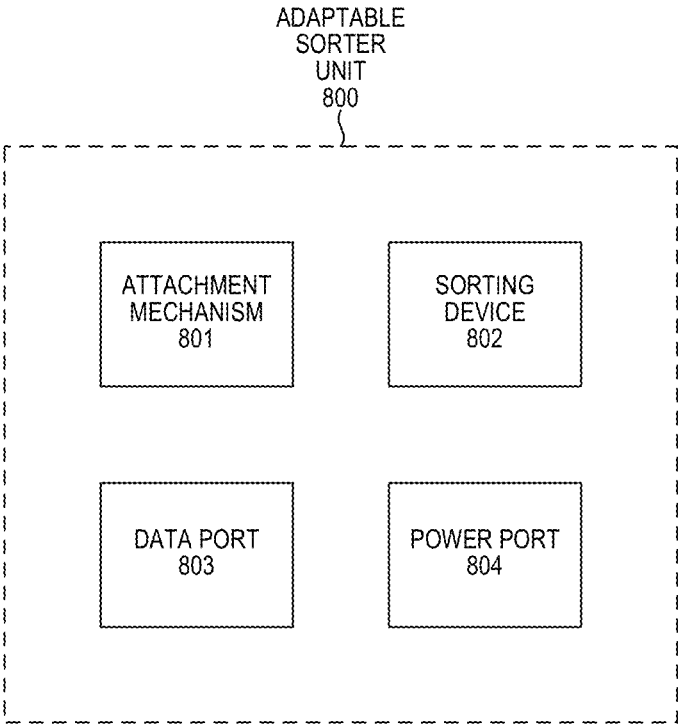 ADAPTABLE
SORTER
UNIT
800
ATTACHMENT
MECHANISM
801
SORTING
DEVICE
802
DATA PORT
803
POWER PORT
804